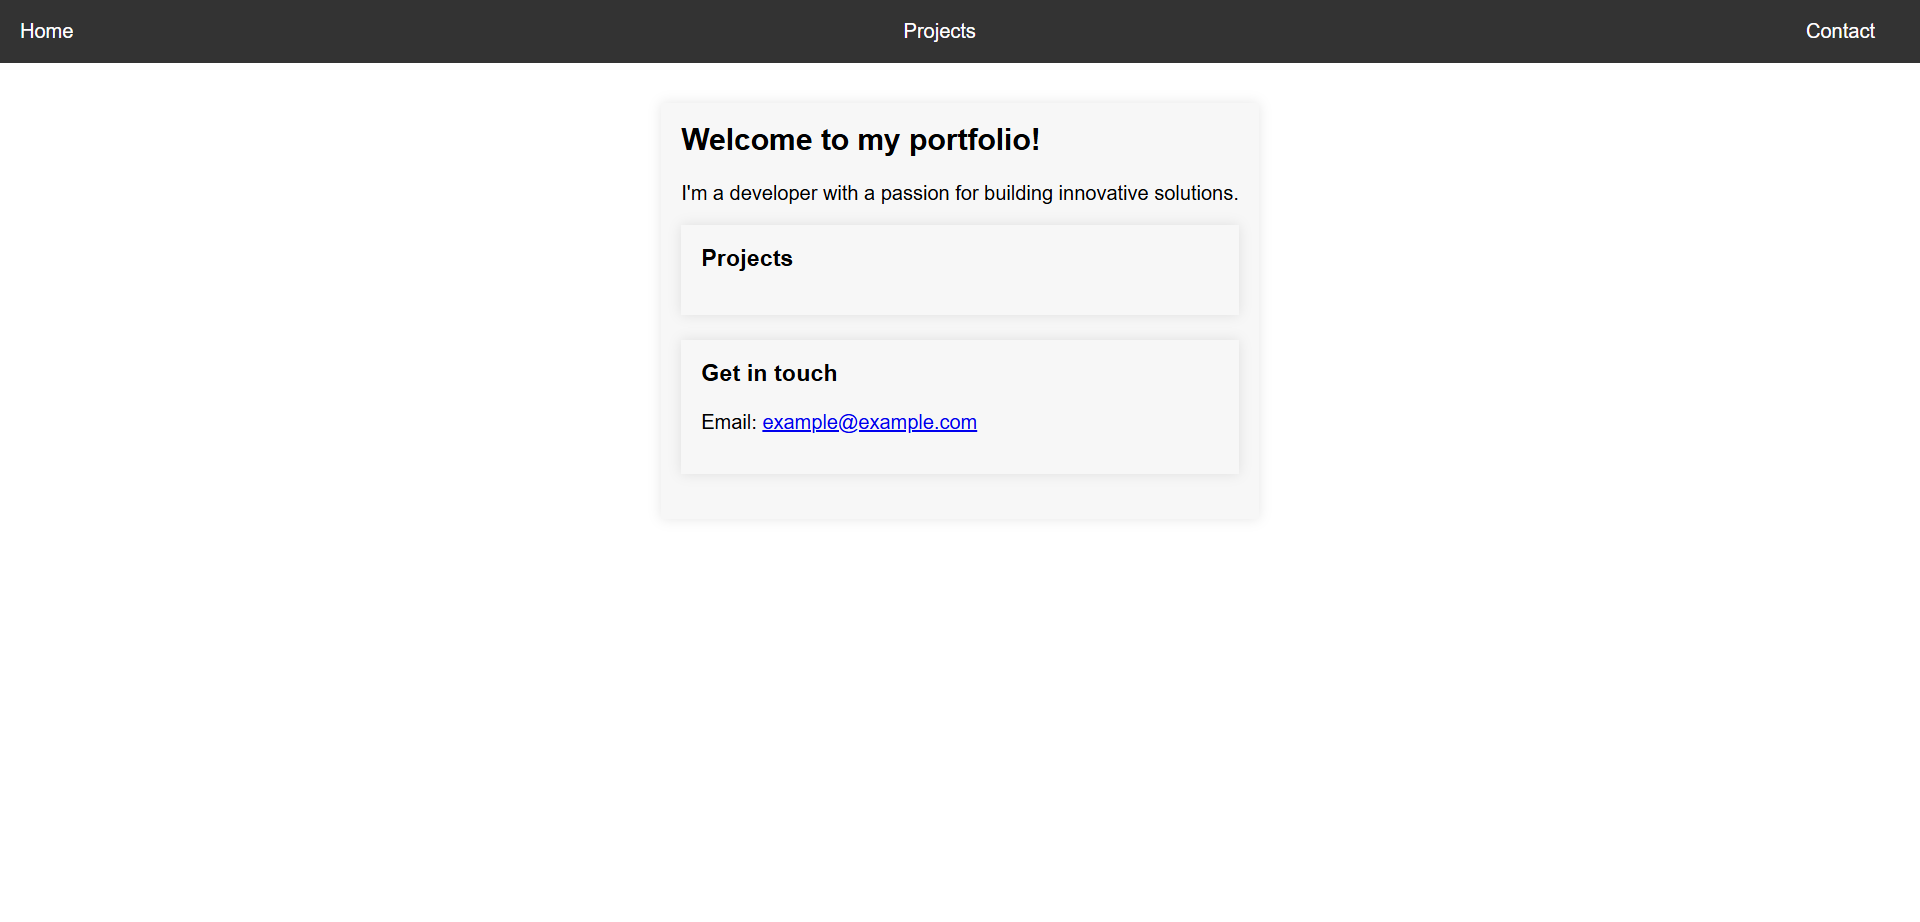 Home Projects Contact
Welcome to my portfolio!
I'm a developer with a passion for building innovative solutions.
Projects
Get in touch
Email: example@example.com